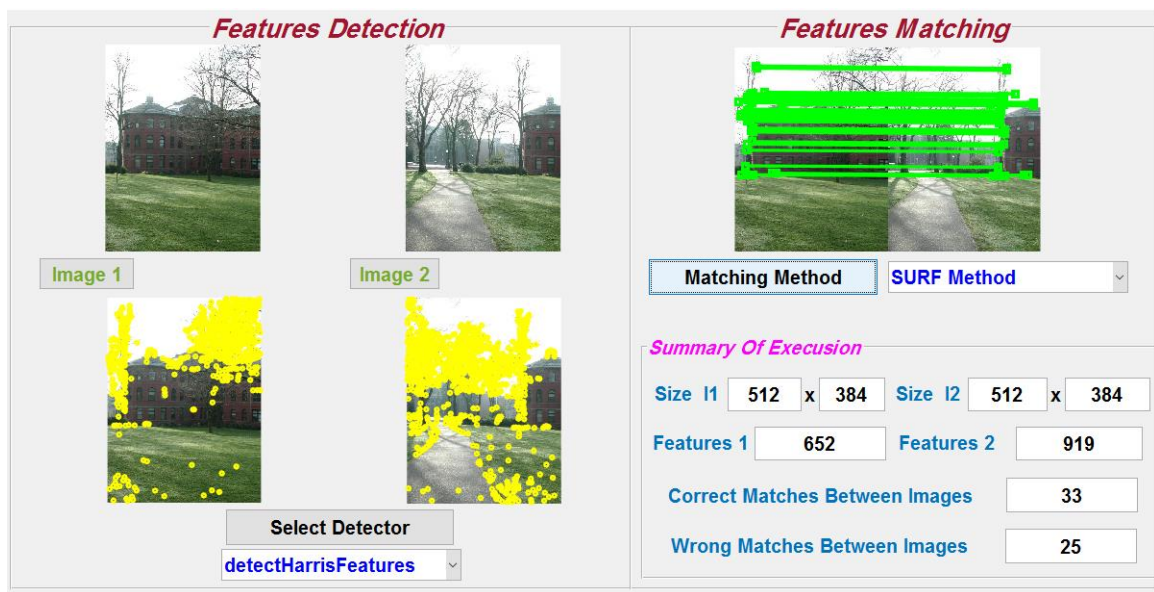 Features Detection
Image 1
Image 2
Select Detector
detectHarrisFeatures
Features Matching
Matching Method
SURF Method
Summary Of Execusion
Size I1 512 x 384 Size I2 512 x 384
Features 1 652 Features 2 919
Correct Matches Between Images 33
Wrong Matches Between Images 25